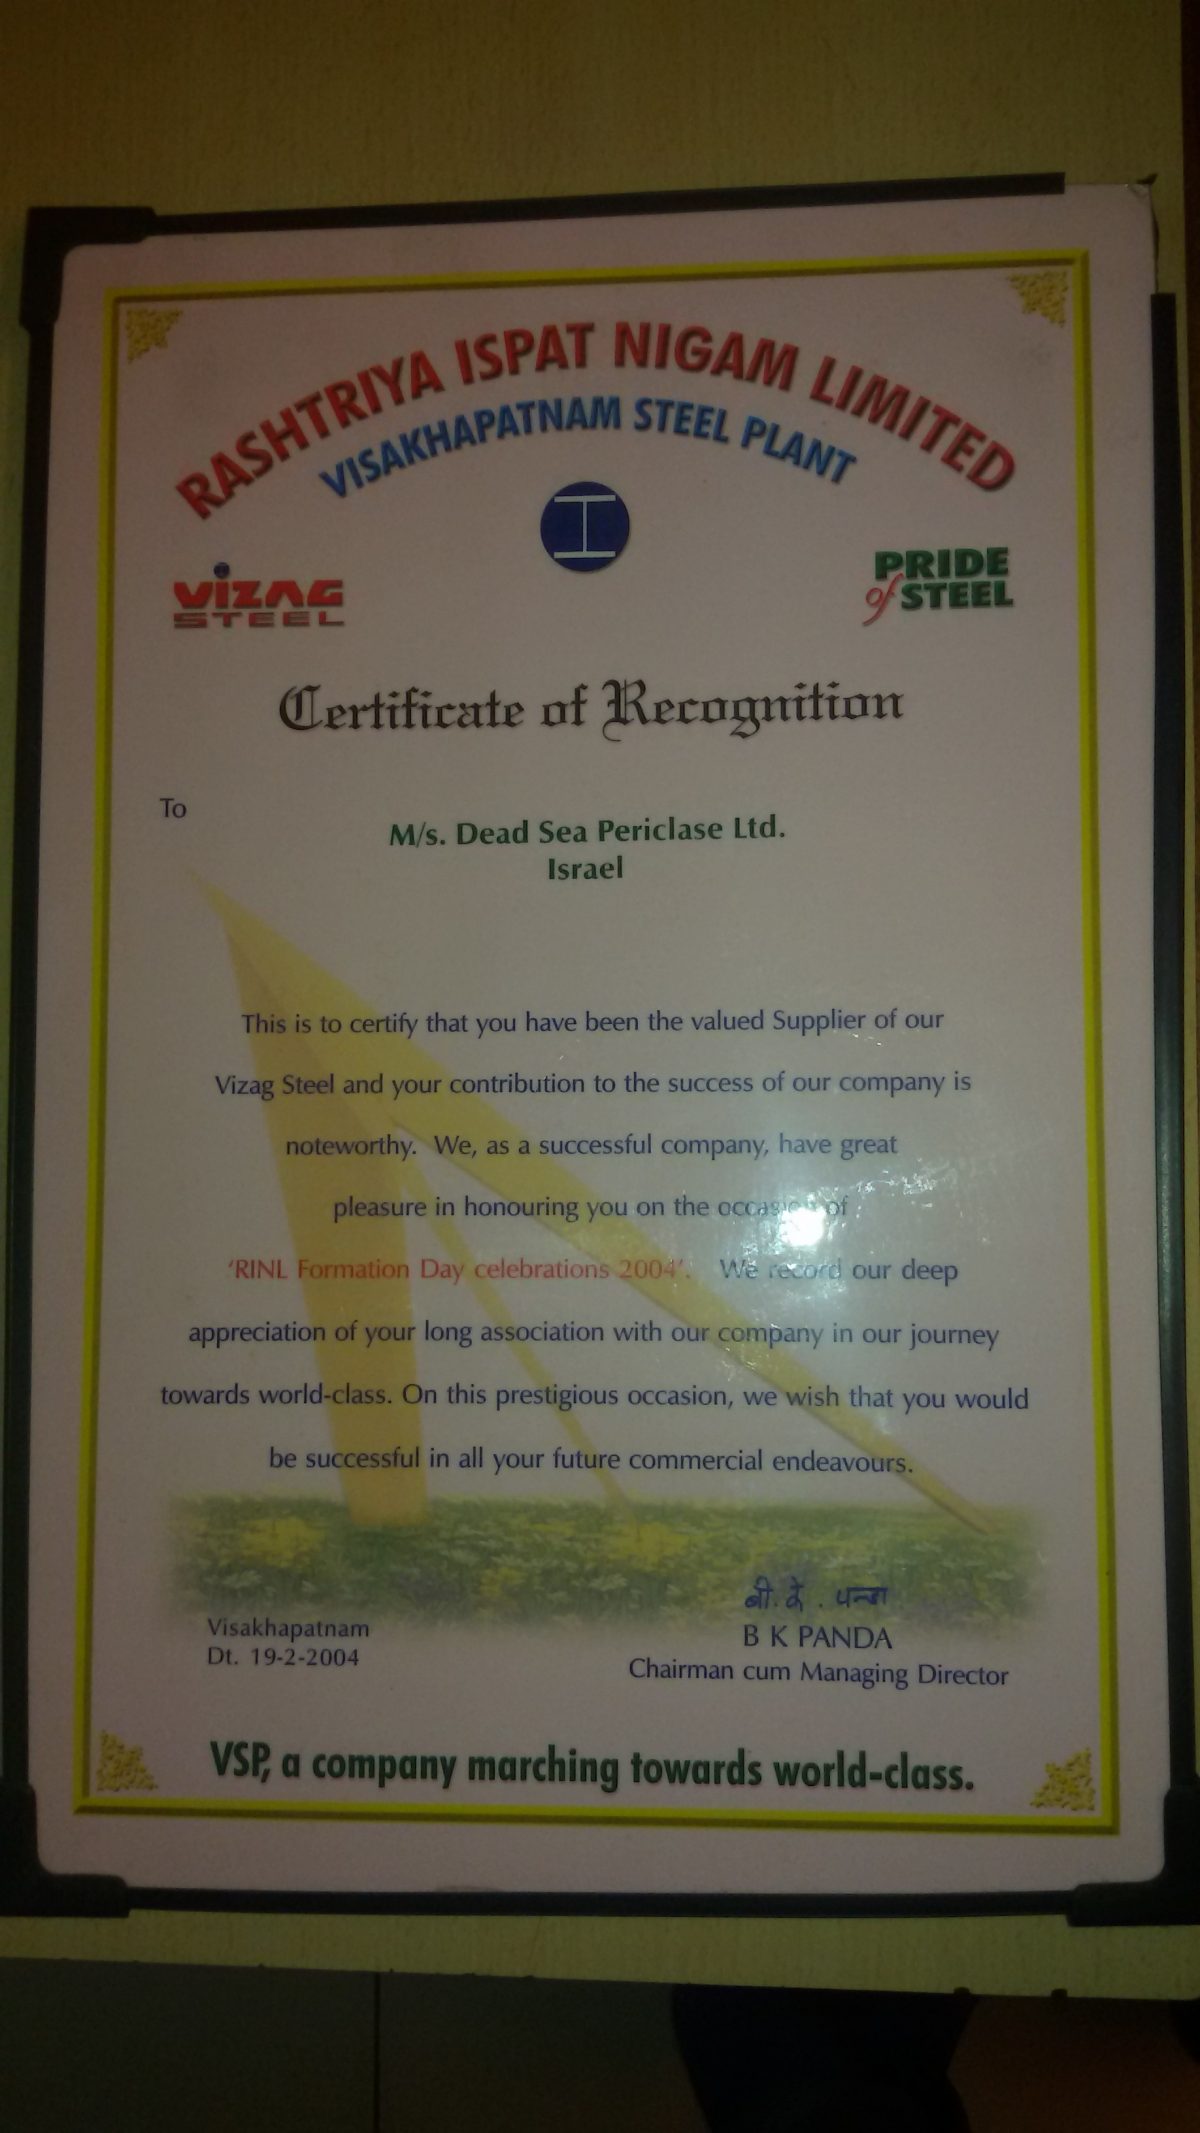 RASHTRIYA ISPAT NIGAM LIMITED
VISAKHAPATNAM STEEL PLANT
VIZAG
STEEL
PRIDE
of STEEL
Certificate of Recognition
To
M/s. Dead Sea Periclase Ltd.
Israel
This is to certify that you have been the valued Supplier of our
Vizag Steel and your contribution to the success of our company is
noteworthy. We, as a successful company, have great
pleasure in honouring you on the occasion of
'RINL Formation Day celebrations 2004'. We record our deep
appreciation of your long association with our company in our journey
towards world-class. On this prestigious occasion, we wish that you would
be successful in all your future commercial endeavours.
बी. के. पन्डा
B K PANDA
Chairman cum Managing Director
Visakhapatnam
Dt. 19-2-2004
VSP, a company marching towards world-class.